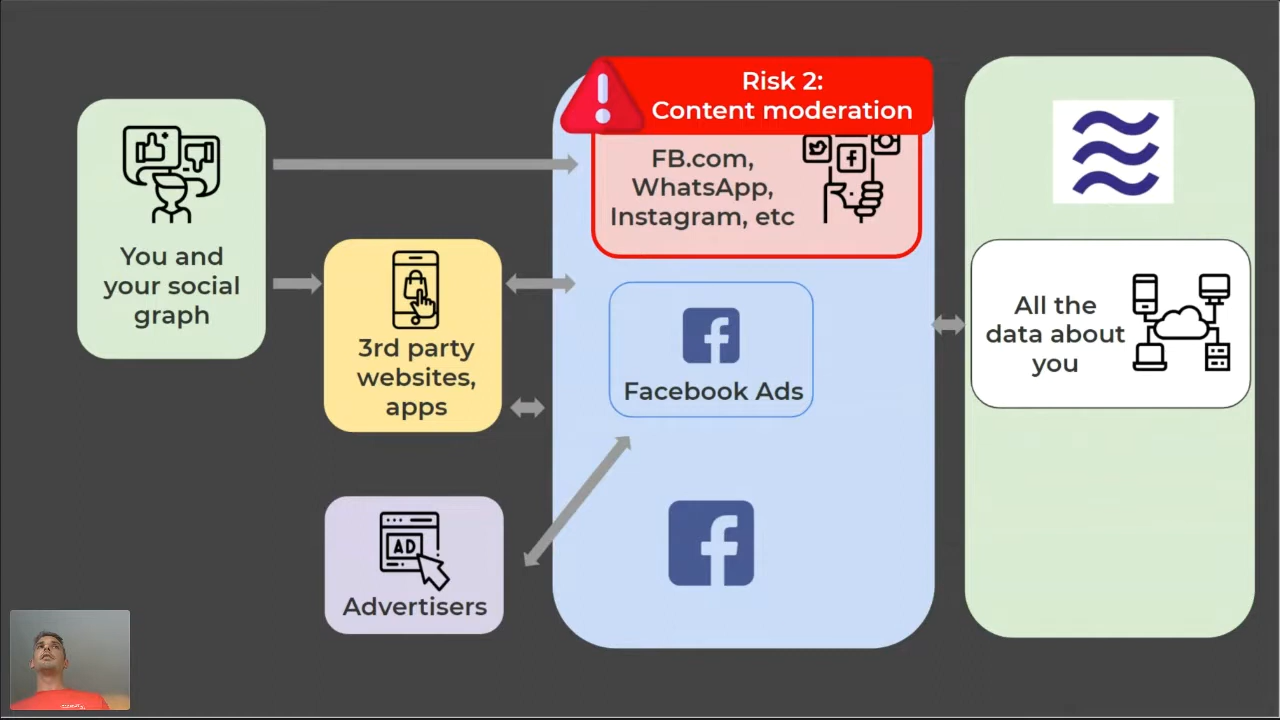 Risk 2:
Content moderation
FB.com,
WhatsApp,
Instagram, etc
You and
your social
graph
3rd party
websites,
apps
Facebook Ads
All the
data about
you
AD
Advertisers